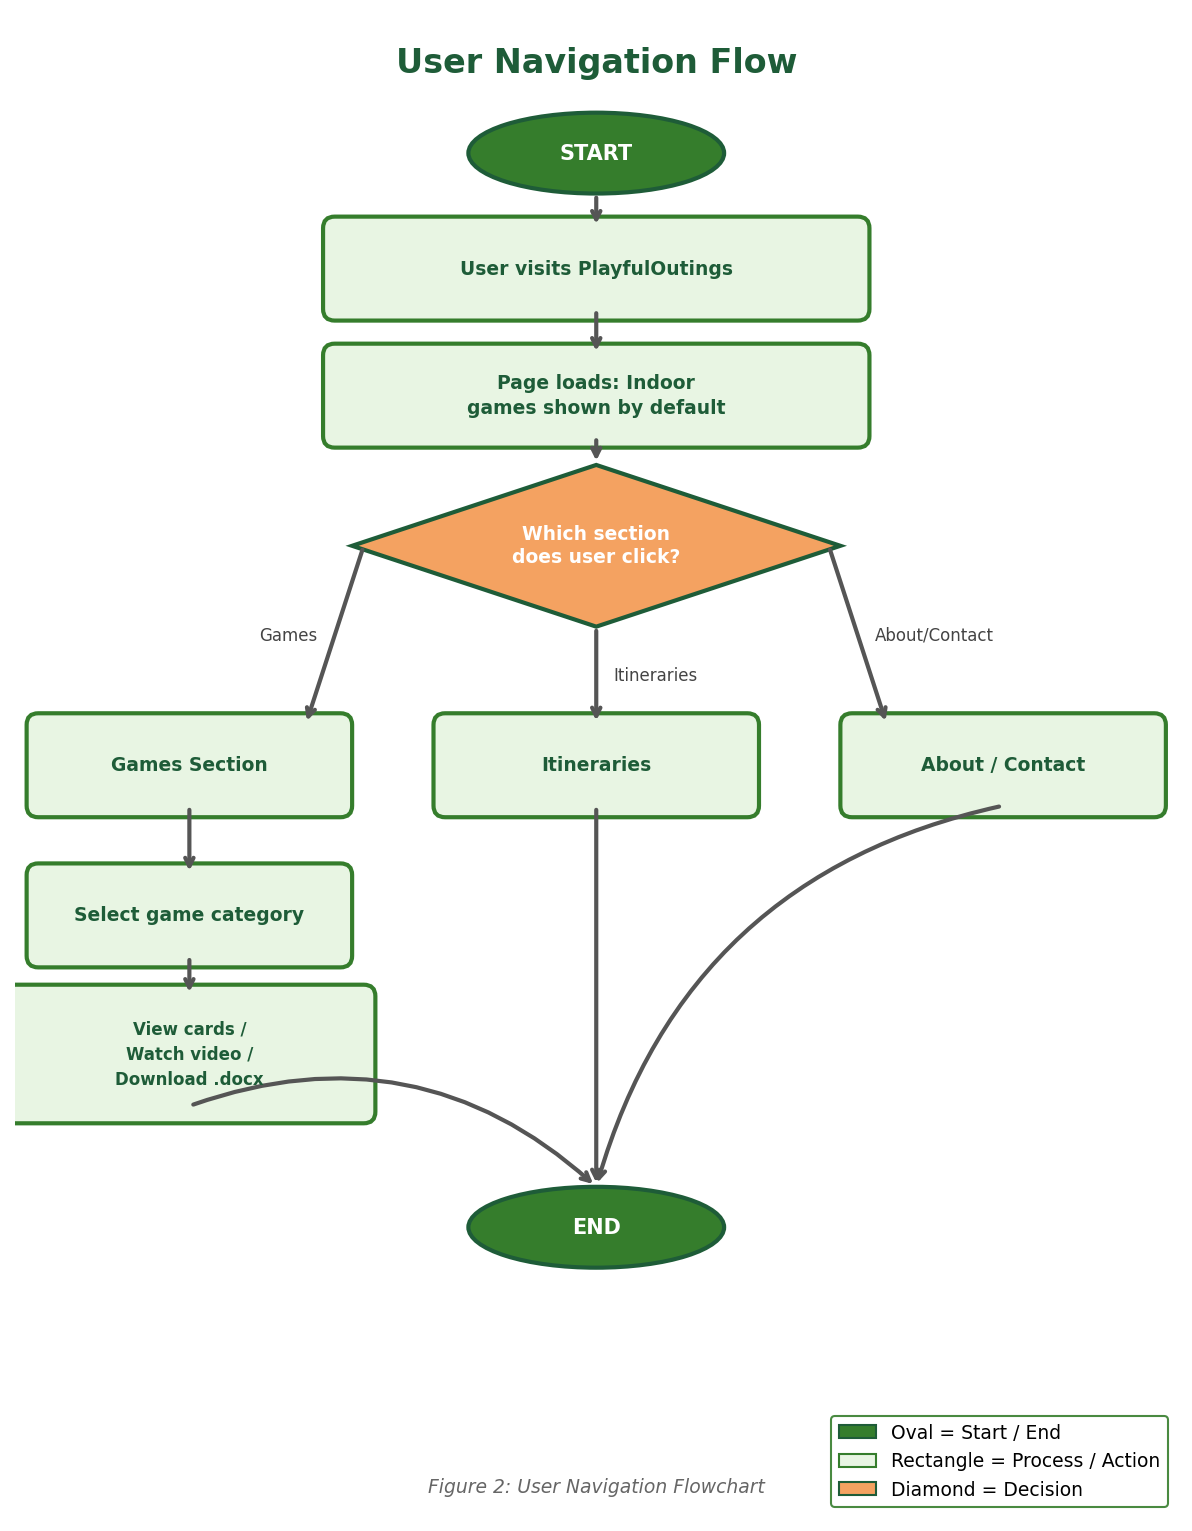 User Navigation Flow
START
User visits PlayfulOutings
Page loads: Indoor
games shown by default
Which section
does user click?
Games
About/Contact
Itineraries
Games Section
Itineraries
About / Contact
Select game category
View cards /
Watch video /
Download .docx
END
Oval = Start / End
Rectangle = Process / Action
Diamond = Decision
Figure 2: User Navigation Flowchart